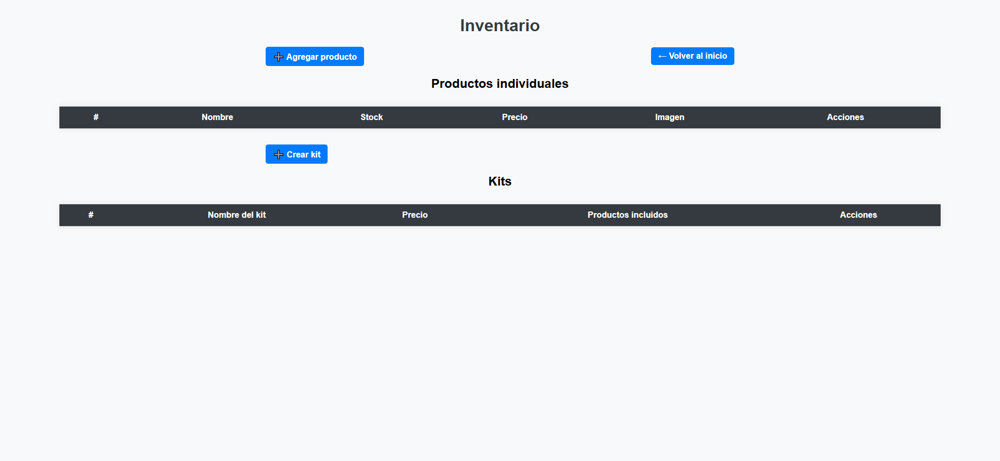 Inventario
➕ Agregar producto
← Volver al inicio
Productos individuales
# Nombre Stock Precio Imagen Acciones
➕ Crear kit
Kits
# Nombre del kit Precio Productos incluidos Acciones